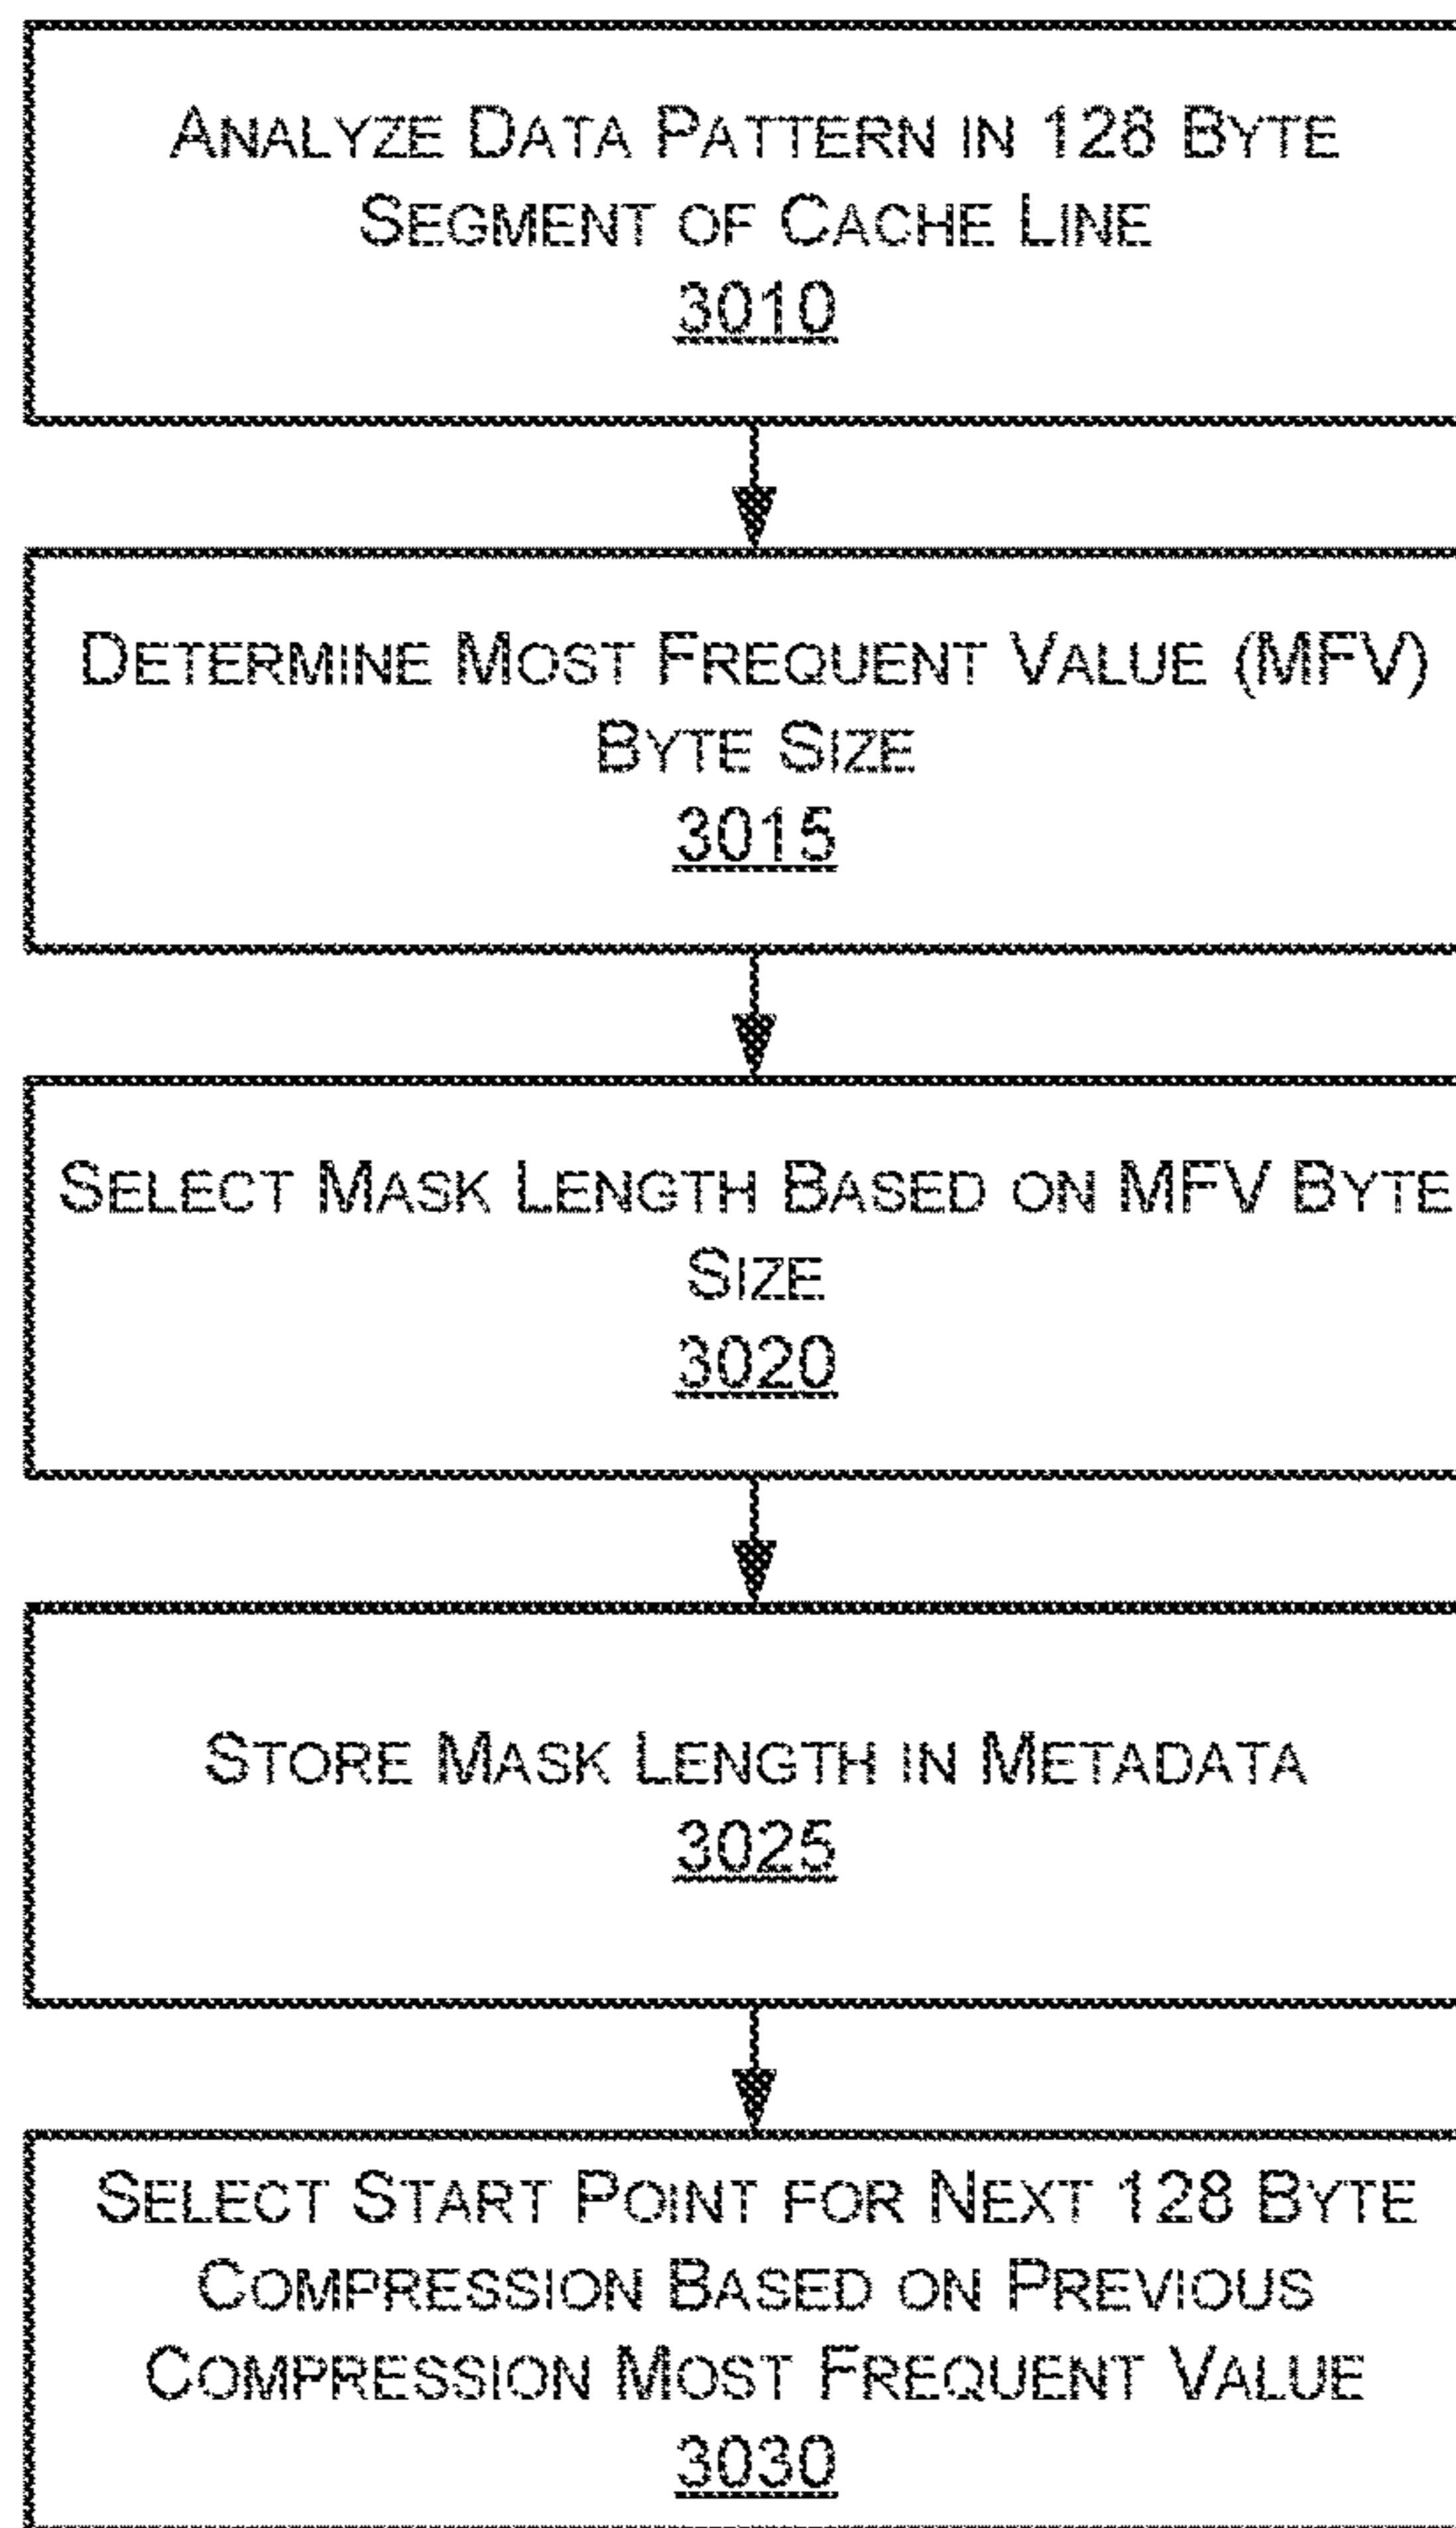 ANALYZE DATA PATTERN IN 128 BYTE
SEGMENT OF CACHE LINE
3010
DETERMINE MOST FREQUENT VALUE (MFV)
BYTE SIZE
3015
SELECT MASK LENGTH BASED ON MFV BYTE
SIZE
3020
STORE MASK LENGTH IN METADATA
3025
SELECT START POINT FOR NEXT 128 BYTE
COMPRESSION BASED ON PREVIOUS
COMPRESSION MOST FREQUENT VALUE
3030